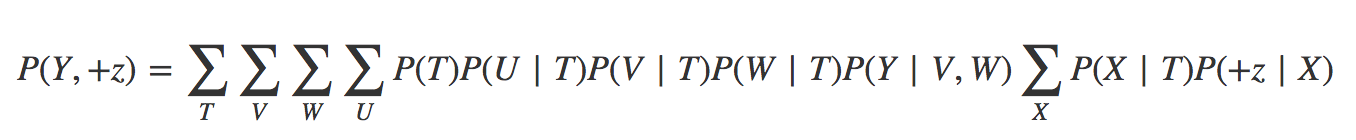 P(Y, +z) = ∑_T ∑_V ∑_W ∑_U P(T)P(U | T)P(V | T)P(W | T)P(Y | V, W) ∑_X P(X | T)P(+z | X)